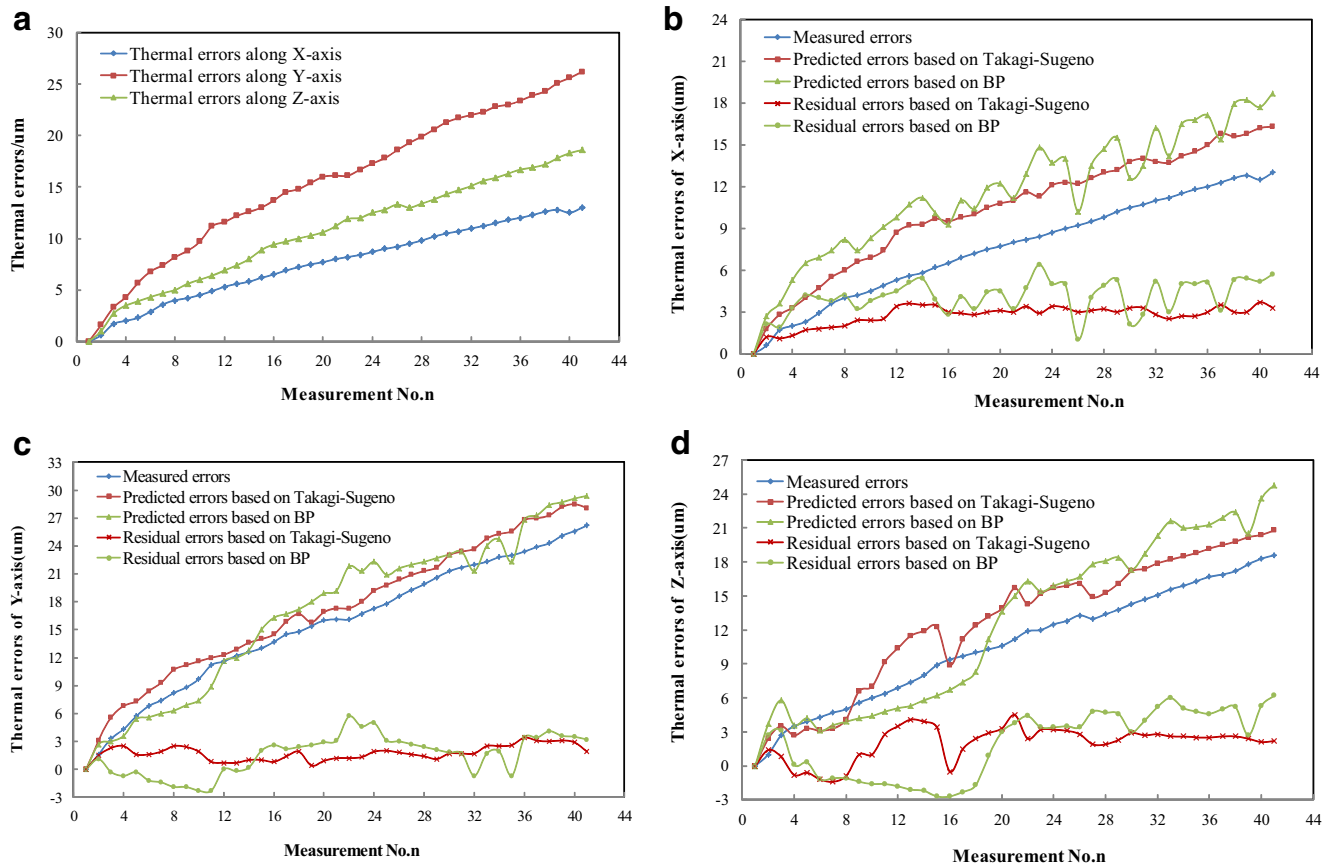 a
Thermal errors/um
30
25
20
15
10
5
0
Thermal errors along X-axis
Thermal errors along Y-axis
Thermal errors along Z-axis
0 4 8 12 16 20 24 28 32 36 40 44
Measurement No.n
b
Thermal errors of X-axis(um)
24
21
18
15
12
9
6
3
0
Measured errors
Predicted errors based on Takagi-Sugeno
Predicted errors based on BP
Residual errors based on Takagi-Sugeno
Residual errors based on BP
0 4 8 12 16 20 24 28 32 36 40 44
Measurement No.n
c
Thermal errors of Y-axis(um)
33
30
27
24
21
18
15
12
9
6
3
0
-3
Measured errors
Predicted errors based on Takagi-Sugeno
Predicted errors based on BP
Residual errors based on Takagi-Sugeno
Residual errors based on BP
0 4 8 12 16 20 24 28 32 36 40 44
Measurement No.n
d
Thermal errors of Z-axis(um)
27
24
21
18
15
12
9
6
3
0
-3
Measured errors
Predicted errors based on Takagi-Sugeno
Predicted errors based on BP
Residual errors based on Takagi-Sugeno
Residual errors based on BP
0 4 8 12 16 20 24 28 32 36 40 44
Measurement No.n